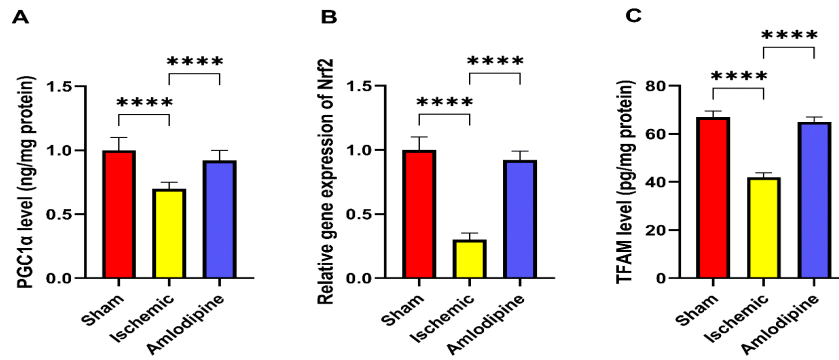 A
PGC1α level (ng/mg protein)
1.5
1.0
0.5
0.0
****
****
Sham
Ischemic
Amlodipine
B
Relative gene expression of Nrf2
1.5
1.0
0.5
0.0
****
****
Sham
Ischemic
Amlodipine
C
TFAM level (pg/mg protein)
80
60
40
20
0
****
****
Sham
Ischemic
Amlodipine